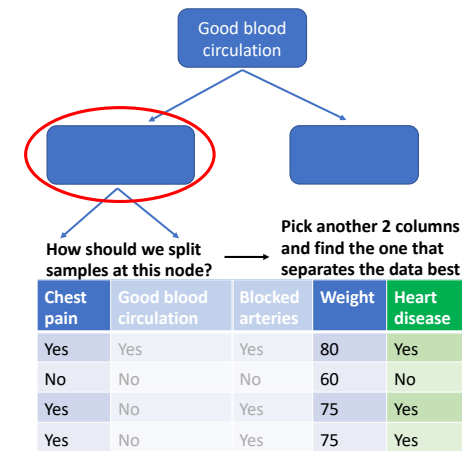 Good blood
circulation
How should we split
samples at this node?
Pick another 2 columns
and find the one that
separates the data best
Chest pain Good blood circulation Blocked arteries Weight Heart disease
Yes Yes Yes 80 Yes
No No No 60 No
Yes No Yes 75 Yes
Yes No Yes 75 Yes